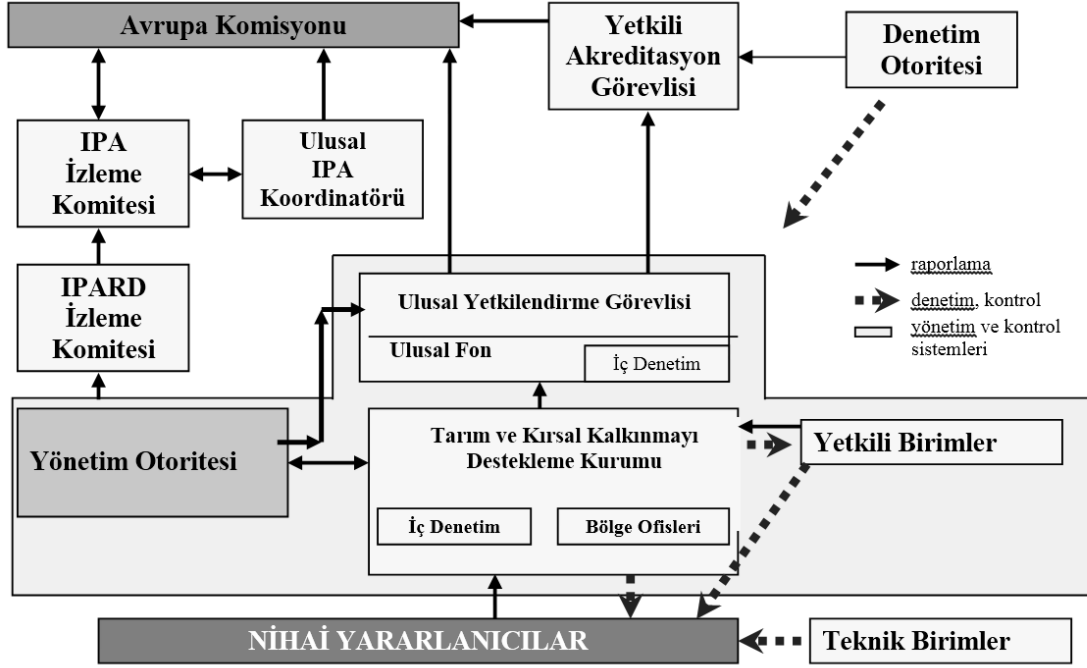 Avrupa Komisyonu
Yetkili
Akreditasyon
Görevlisi
Denetim
Otoritesi
IPA
İzleme
Komitesi
Ulusal
IPA
Koordinatörü
IPARD
İzleme
Komitesi
Ulusal Yetkilendirme Görevlisi
Ulusal Fon
İç Denetim
raporlama
denetim, kontrol
yönetim ve kontrol
sistemleri
Yönetim Otoritesi
Tarım ve Kırsal Kalkınmayı
Destekleme Kurumu
İç Denetim
Bölge Ofisleri
Yetkili Birimler
NİHAİ YARARLANICILAR
Teknik Birimler